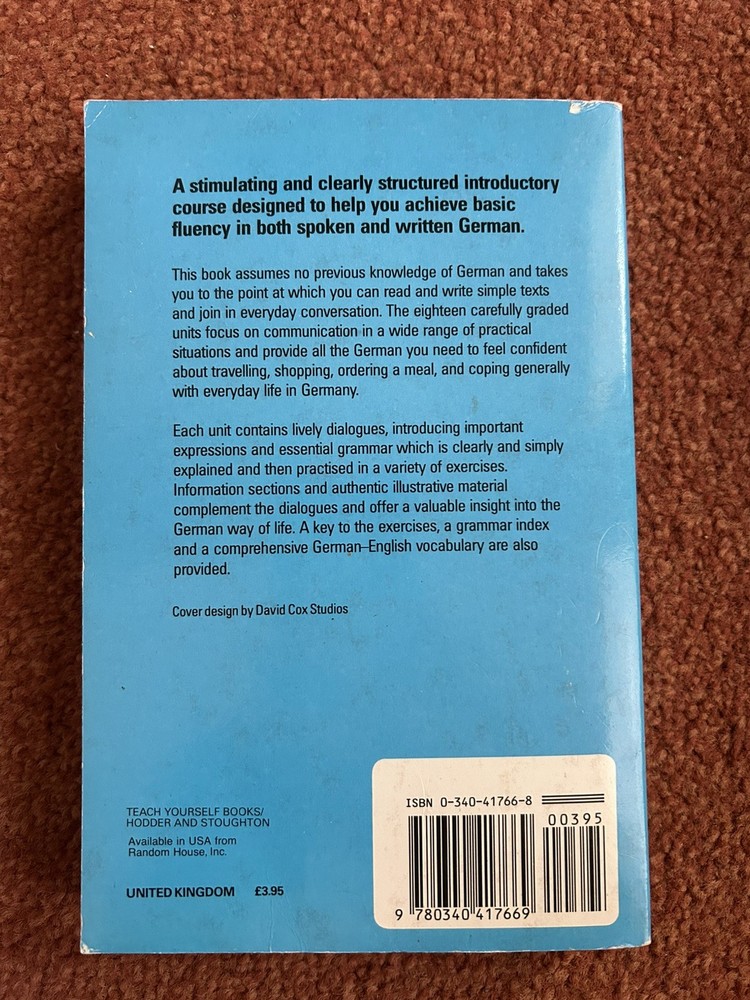 A stimulating and clearly structured introductory
course designed to help you achieve basic
fluency in both spoken and written German.
This book assumes no previous knowledge of German and takes
you to the point at which you can read and write simple texts
and join in everyday conversation. The eighteen carefully graded
units focus on communication in a wide range of practical
situations and provide all the German you need to feel confident
about travelling, shopping, ordering a meal, and coping generally
with everyday life in Germany.
Each unit contains lively dialogues, introducing important
expressions and essential grammar which is clearly and simply
explained and then practised in a variety of exercises.
Information sections and authentic illustrative material
complement the dialogues and offer a valuable insight into the
German way of life. A key to the exercises, a grammar index
and a comprehensive German–English vocabulary are also
provided.
Cover design by David Cox Studios
TEACH YOURSELF BOOKS/
HODDER AND STOUGHTON
Available in USA from
Random House, Inc.
UNITED KINGDOM £3.95
ISBN 0-340-41766-8
00395
9 780340 417669